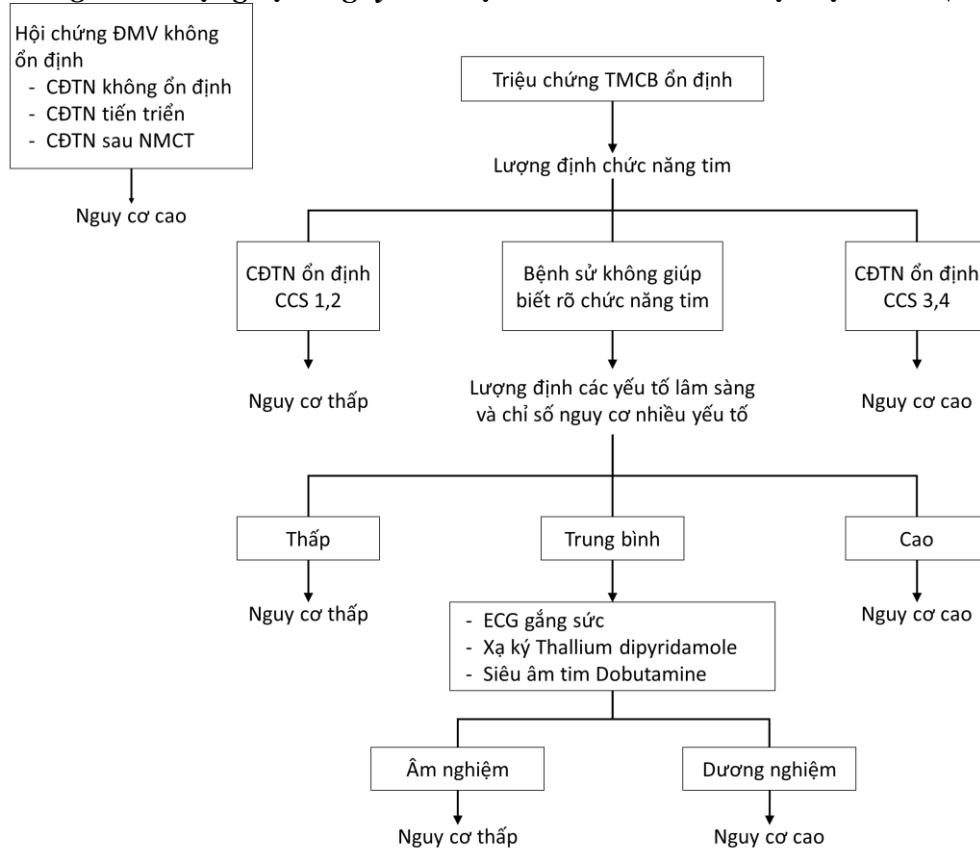 Hội chứng ĐMV không
ổn định
- CĐTN không ổn định
- CĐTN tiến triển
- CĐTN sau NMCT
Nguy cơ cao
Triệu chứng TMCB ổn định
Lượng định chức năng tim
CĐTN ổn định
CCS 1,2
Bệnh sử không giúp
biết rõ chức năng tim
CĐTN ổn định
CCS 3,4
Nguy cơ thấp
Lượng định các yếu tố lâm sàng
và chỉ số nguy cơ nhiều yếu tố
Nguy cơ cao
Thấp
Trung bình
Cao
Nguy cơ thấp
Nguy cơ cao
- ECG gắng sức
- Xạ ký Thallium dipyridamole
- Siêu âm tim Dobutamine
Âm nghiệm
Dương nghiệm
Nguy cơ thấp
Nguy cơ cao